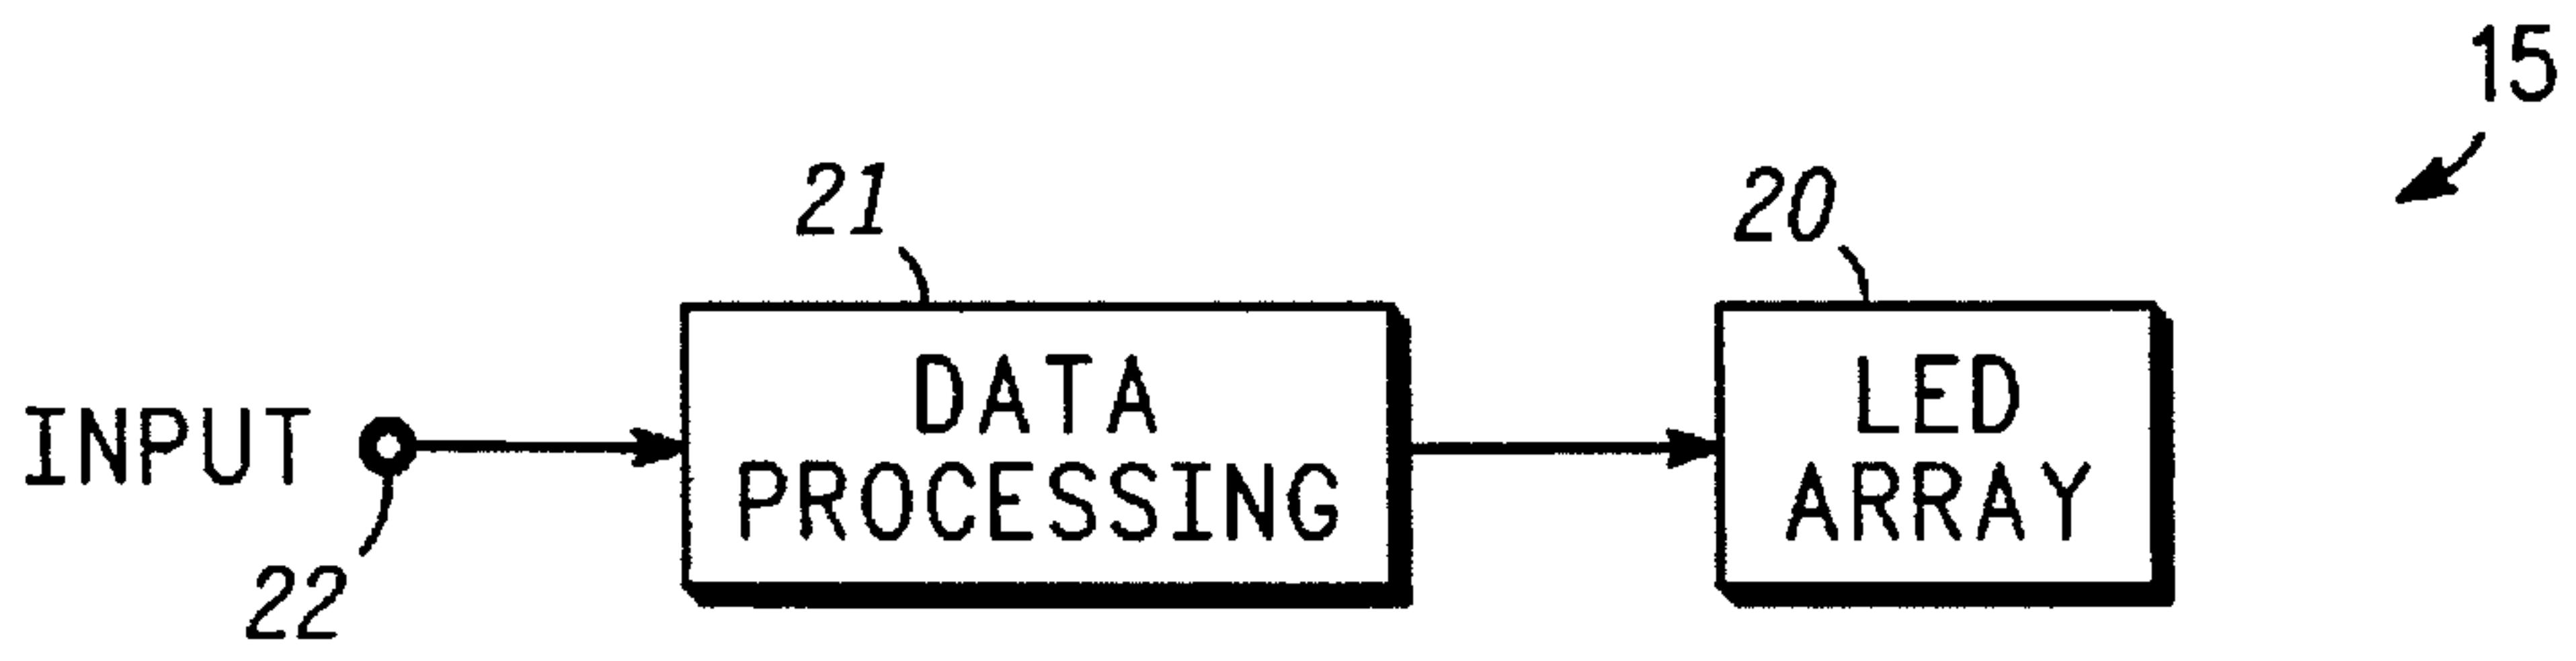 15
21
20
DATA
PROCESSING
LED
ARRAY
INPUT
22